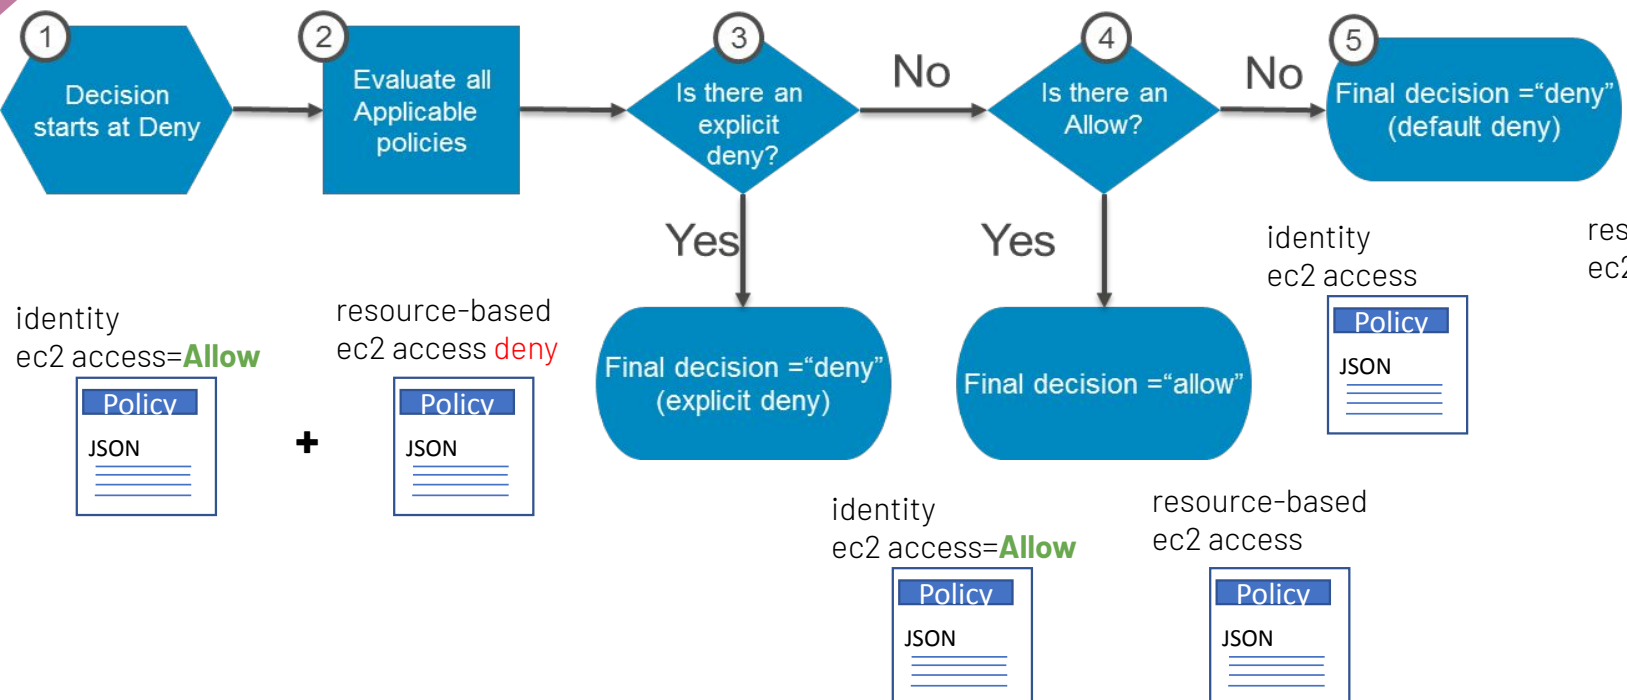 1
Decision
starts at Deny
2
Evaluate all
Applicable
policies
3
Is there an
explicit
deny?
No
4
Is there an
Allow?
No
5
Final decision =“deny”
(default deny)
Yes
Yes
Final decision =“deny”
(explicit deny)
Final decision =“allow”
identity
ec2 access=Allow
Policy
JSON
+
resource-based
ec2 access deny
Policy
JSON
identity
ec2 access
Policy
JSON
identity
ec2 access=Allow
Policy
JSON
resource-based
ec2 access
Policy
JSON